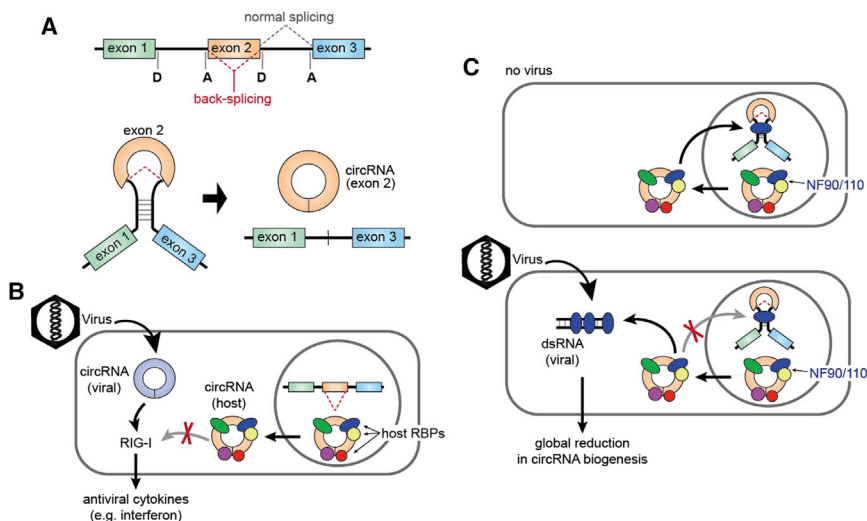 A
normal splicing
exon 1
exon 2
exon 3
D
A
D
A
back-splicing
exon 2
exon 1
exon 3
circRNA
(exon 2)
exon 1
exon 3
B
Virus
circRNA
(viral)
circRNA
(host)
RIG-I
host RBPs
antiviral cytokines
(e.g. interferon)
C
no virus
NF90/110
Virus
dsRNA
(viral)
NF90/110
global reduction
in circRNA biogenesis